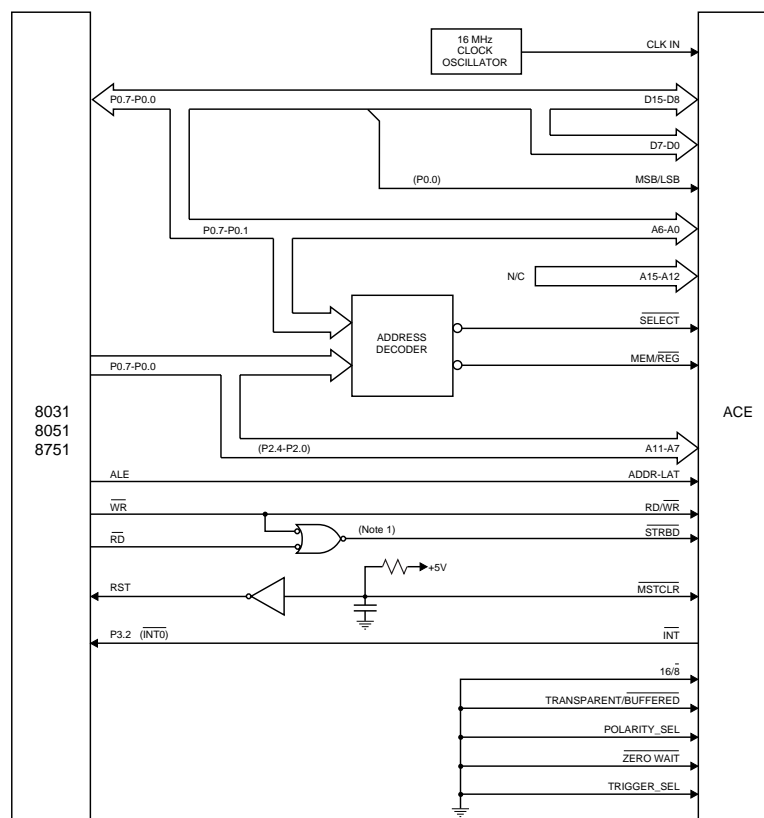 16 MHz
CLOCK
OSCILLATOR
CLK IN
P0.7-P0.0
D15-D8
D7-D0
(P0.0)
MSB/LSB
P0.7-P0.1
A6-A0
N/C
A15-A12
ADDRESS
DECODER
SELECT
MEM/REG
P0.7-P0.0
8031
8051
8751
ACE
(P2.4-P2.0)
A11-A7
ALE
ADDR-LAT
WR
RD/WR
(Note 1)
RD
STRBD
+5V
RST
MSTCLR
P3.2 (INT0)
INT
16/8
TRANSPARENT/BUFFERED
POLARITY_SEL
ZERO WAIT
TRIGGER_SEL